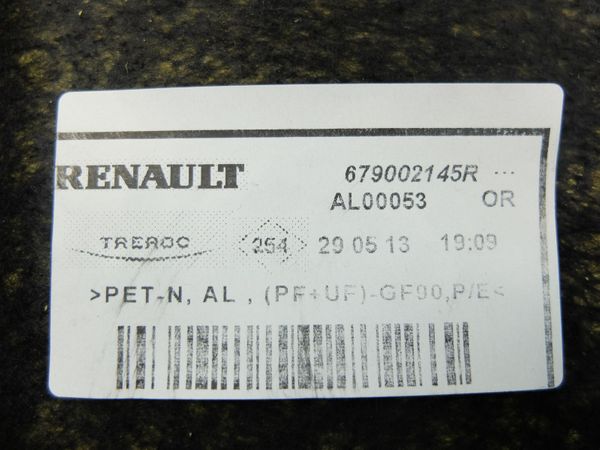 RENAULT 679002145R ...
AL00053 OR
TREROC 254 29 05 13 19:09
>PET-N, AL , (PF+UF)-GF90,P/E<